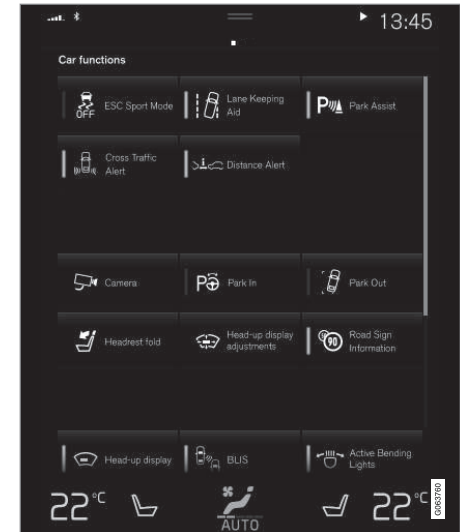 13:45
Car functions
OFF
ESC Sport Mode
Lane Keeping
Aid
P
Park Assist
Cross Traffic
Alert
Distance Alert
Camera
P
Park In
Park Out
Headrest fold
Head-up display
adjustments
90
Road Sign
Information
Head-up display
BLIS
Active Bending
Lights
22°C
AUTO
22°C
G063760